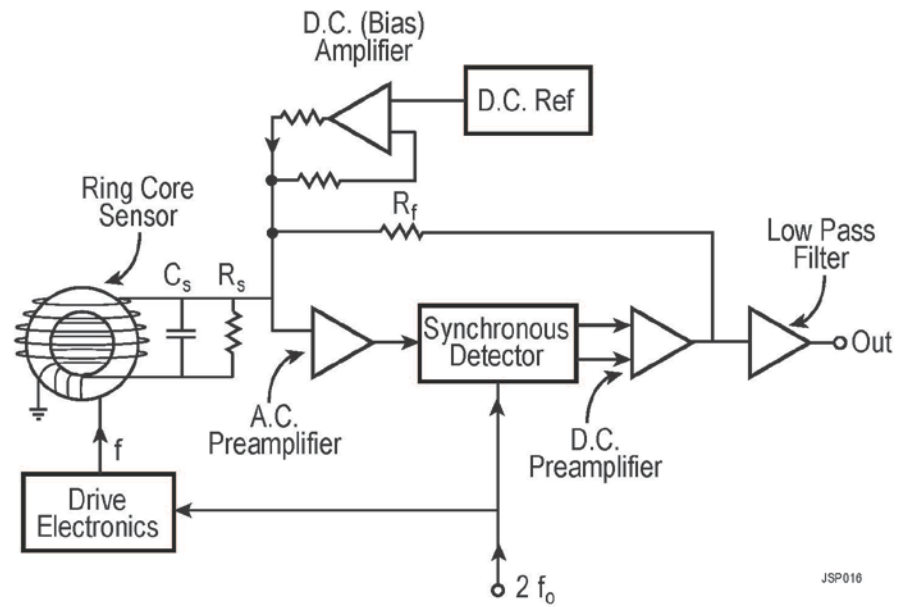 D.C. (Bias)
Amplifier
D.C. Ref
Ring Core
Sensor
Rf
Low Pass
Filter
Cs
Rs
Synchronous
Detector
Out
A.C.
Preamplifier
D.C.
Preamplifier
f
Drive
Electronics
2 fo
JSP016